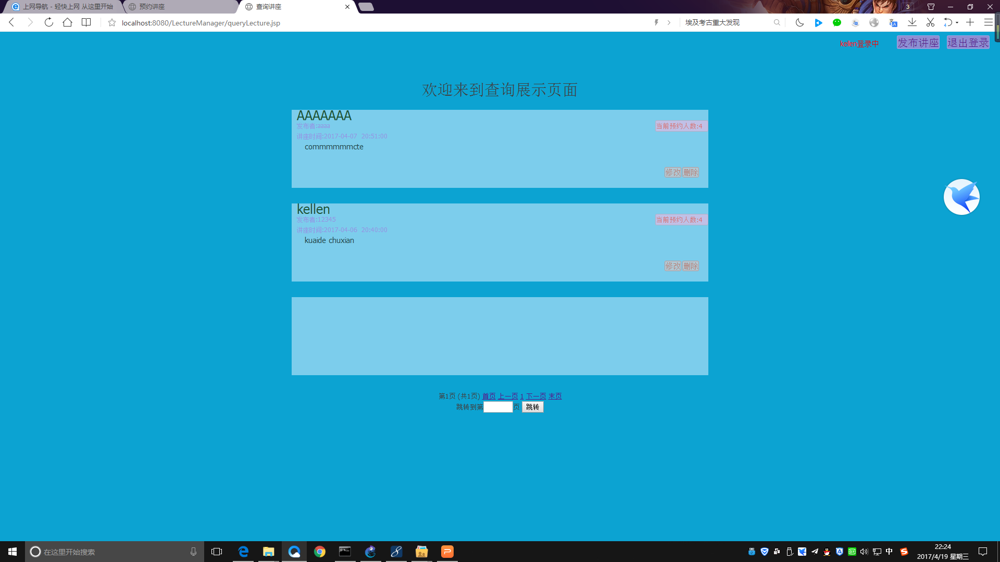 上网导航 - 轻快上网 从这里开始
预约讲座
查询讲座
3
localhost:8080/LectureManager/queryLecture.jsp
埃及考古重大发现
4
kellen登录中
发布讲座
退出登录
欢迎来到查询展示页面
AAAAAAA
发布者:aaaa
当前预约人数:4
讲座时间:2017-04-07 20:51:00
commmmmmcte
修改 删除
kellen
发布者:12345
当前预约人数:4
讲座时间:2017-04-06 20:40:00
kuaide chuxian
修改 删除
第1页 (共1页) 首页 上一页 1 下一页 末页
跳转到第 页 跳转
在这里开始搜索
中
22:24
2017/4/19 星期三